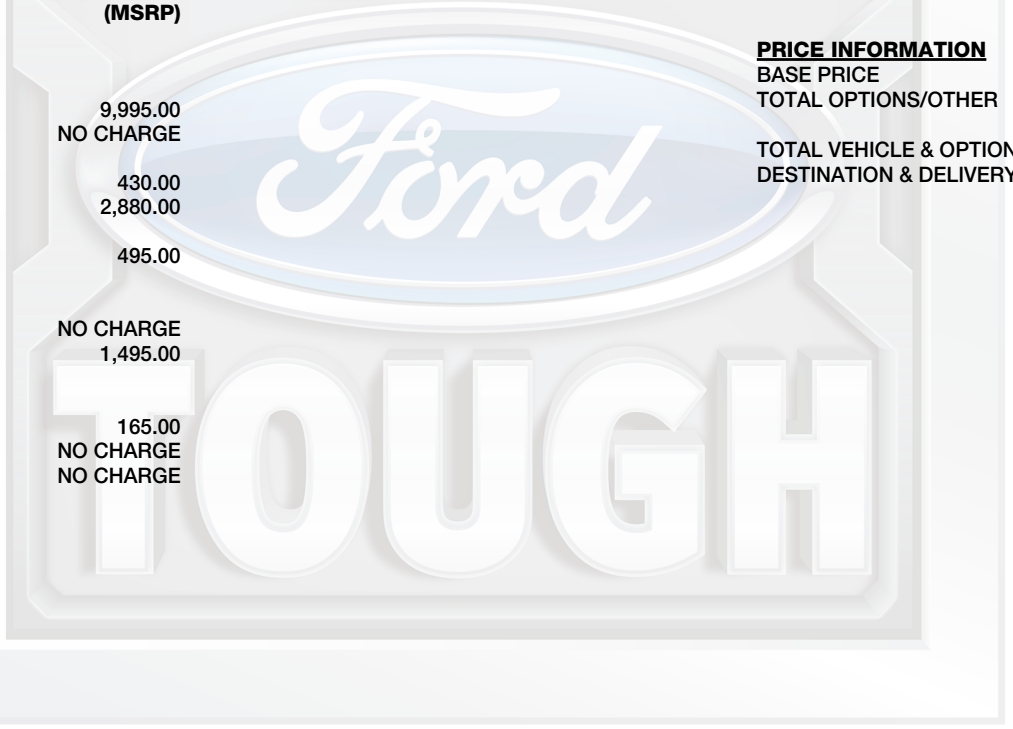 (MSRP)
9,995.00
NO CHARGE
430.00
2,880.00
495.00
NO CHARGE
1,495.00
165.00
NO CHARGE
NO CHARGE
PRICE INFORMATION
BASE PRICE
TOTAL OPTIONS/OTHER
TOTAL VEHICLE & OPTION
DESTINATION & DELIVERY
Ford
TOUGH